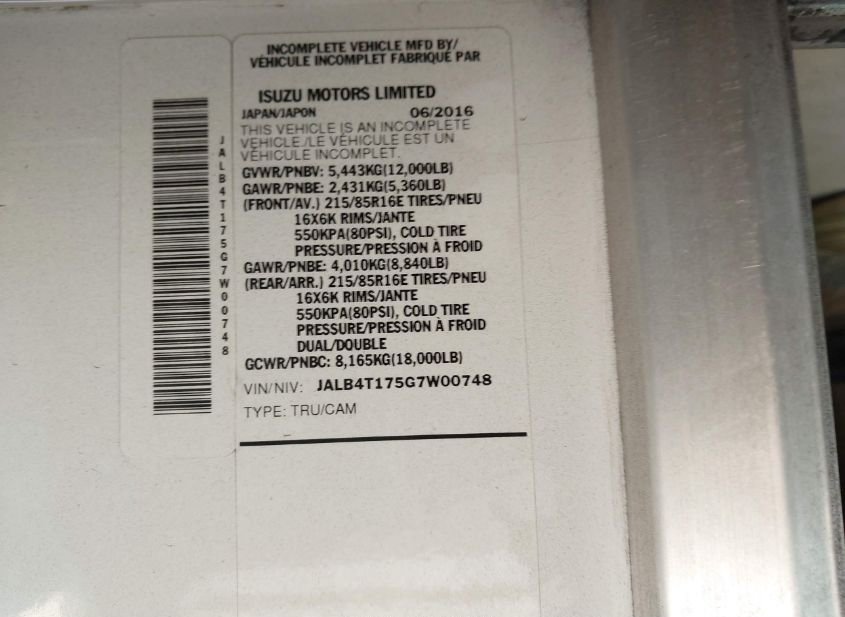 INCOMPLETE VEHICLE MFD BY/
VÉHICULE INCOMPLET FABRIQUÉ PAR
ISUZU MOTORS LIMITED
JAPAN/JAPON 06/2016
THIS VEHICLE IS AN INCOMPLETE
VEHICLE./LE VÉHICULE EST UN
VÉHICULE INCOMPLET.
GVWR/PNBV: 5,443KG(12,000LB)
GAWR/PNBE: 2,431KG(5,360LB)
(FRONT/AV.) 215/85R16E TIRES/PNEU
16X6K RIMS/JANTE
550KPA(80PSI), COLD TIRE
PRESSURE/PRESSION À FROID
GAWR/PNBE: 4,010KG(8,840LB)
(REAR/ARR.) 215/85R16E TIRES/PNEU
16X6K RIMS/JANTE
550KPA(80PSI), COLD TIRE
PRESSURE/PRESSION À FROID
DUAL/DOUBLE
GCWR/PNBC: 8,165KG(18,000LB)
VIN/NIV: JALB4T175G7W00748
TYPE: TRU/CAM
JALB4T175G7W00748